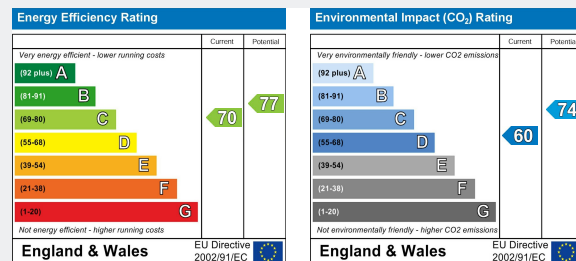 Energy Efficiency Rating
Current Potential
Very energy efficient - lower running costs
(92 plus) A
(81-91) B
(69-80) C
(55-68) D
(39-54) E
(21-38) F
(1-20) G
70
77
Not energy efficient - higher running costs
England & Wales
EU Directive
2002/91/EC
Environmental Impact (CO2) Rating
Current Potential
Very environmentally friendly - lower CO2 emissions
(92 plus) A
(81-91) B
(69-80) C
(55-68) D
(39-54) E
(21-38) F
(1-20) G
60
74
Not environmentally friendly - higher CO2 emissions
England & Wales
EU Directive
2002/91/EC